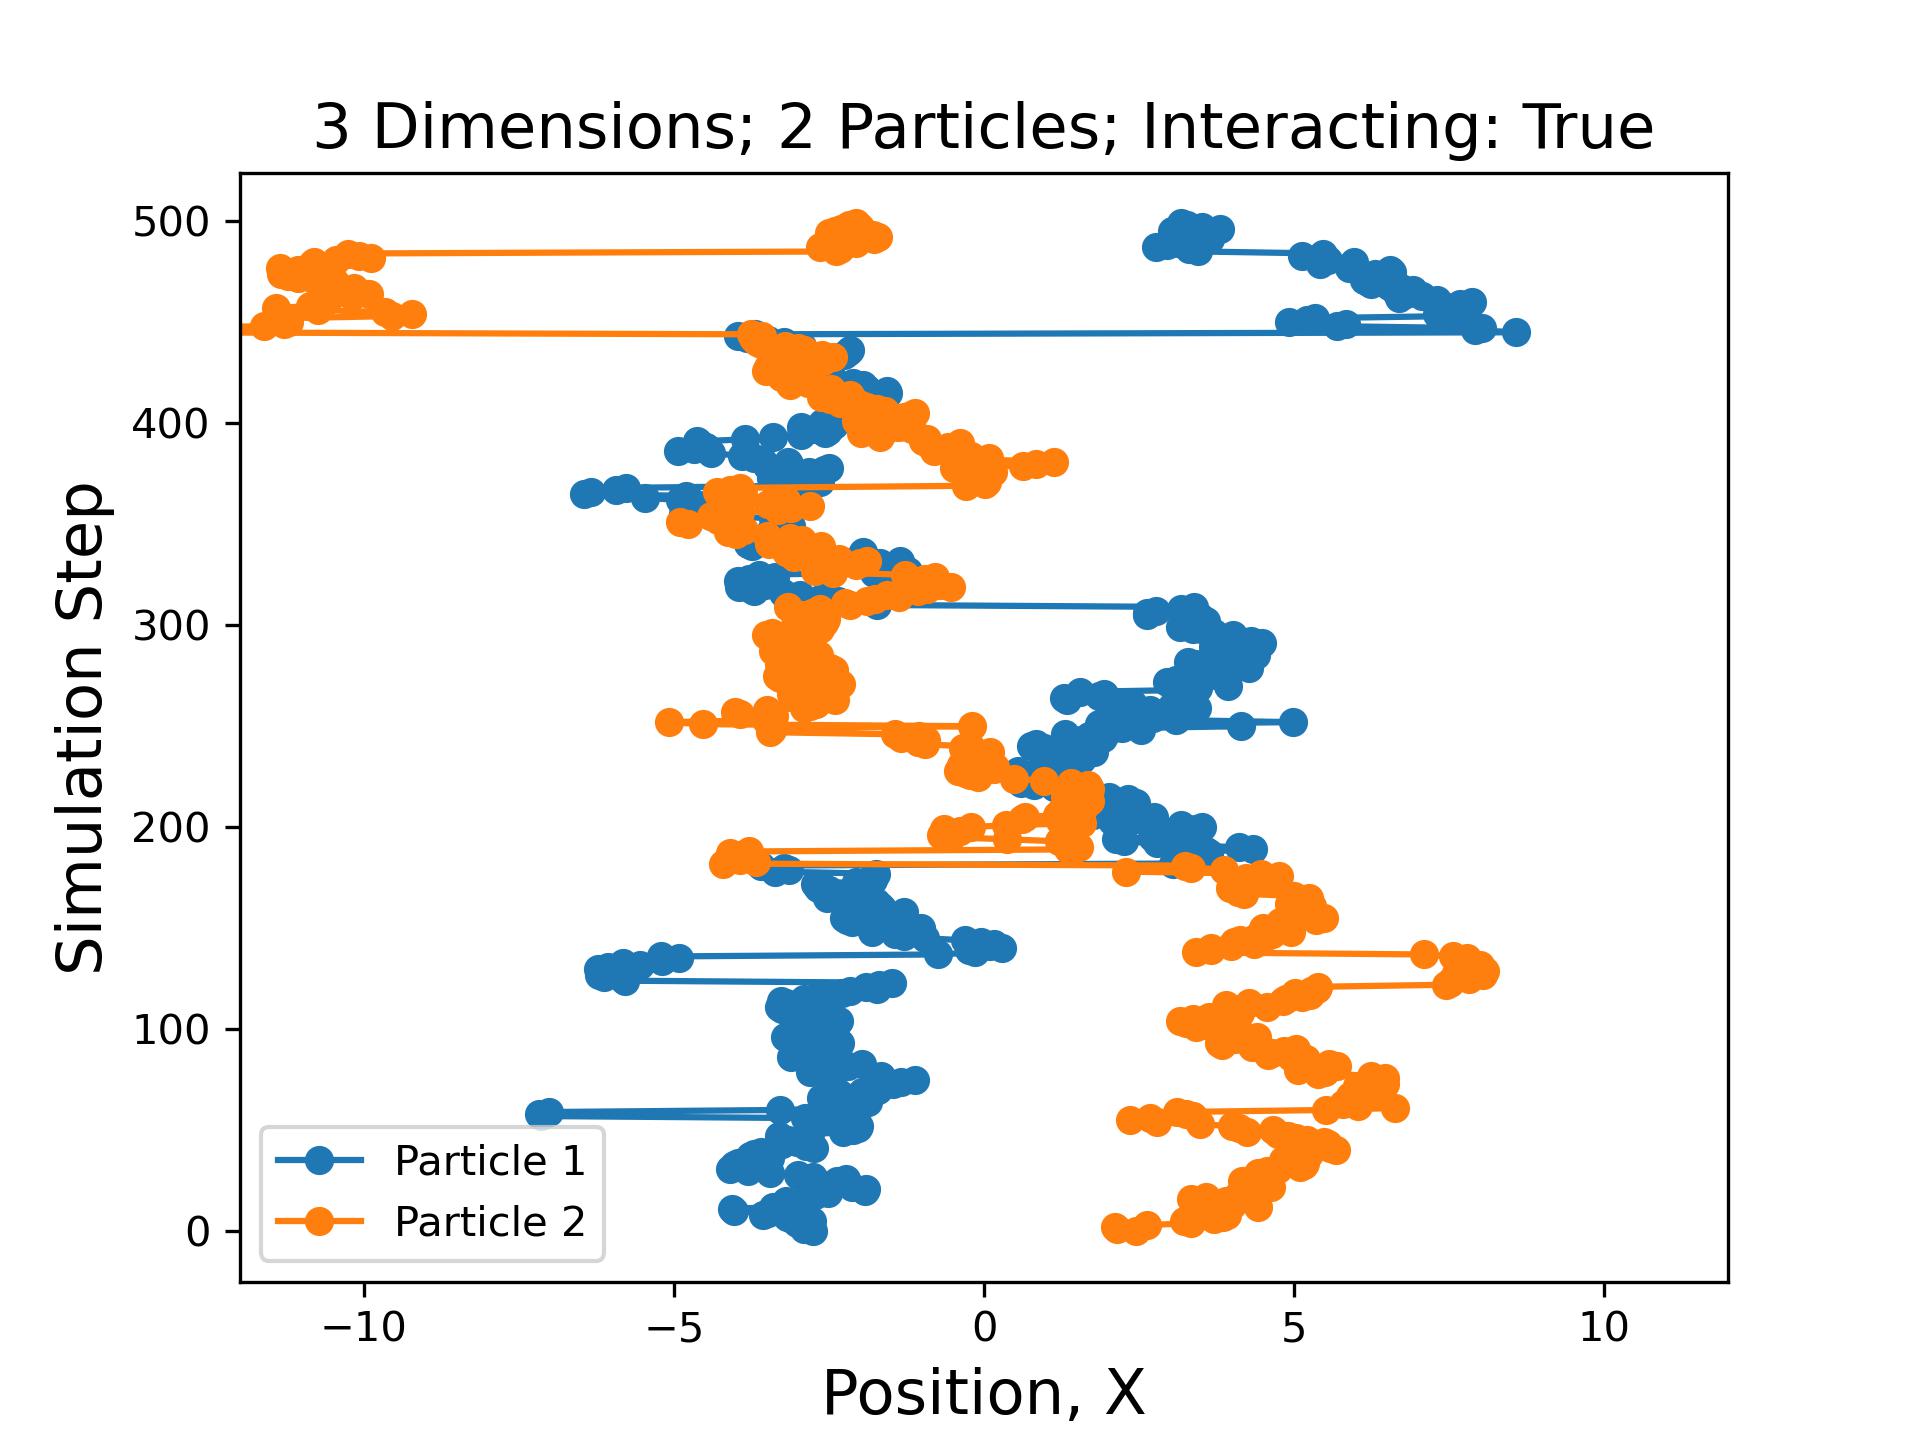 3 Dimensions; 2 Particles; Interacting: True
Simulation Step
500
400
300
200
100
0
Particle 1
Particle 2
−10
−5
0
5
10
Position, X